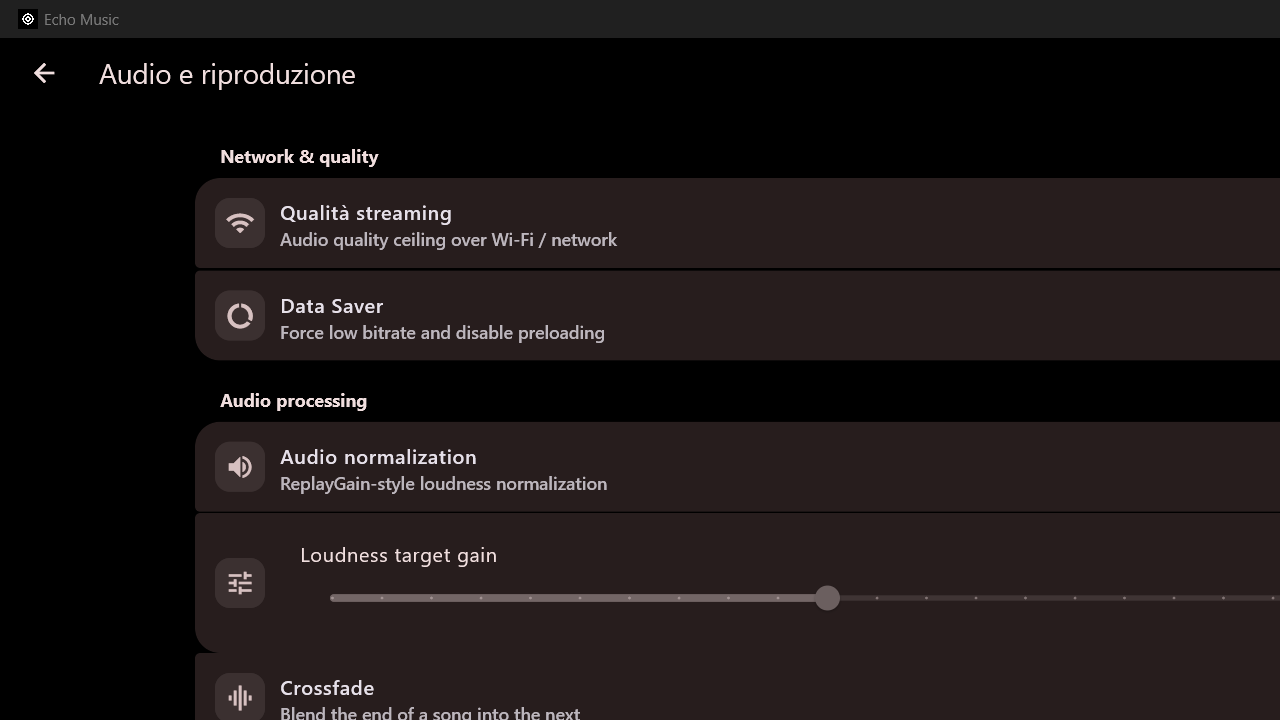 Echo Music
Audio e riproduzione
Network & quality
Qualità streaming
Audio quality ceiling over Wi-Fi / network
Data Saver
Force low bitrate and disable preloading
Audio processing
Audio normalization
ReplayGain-style loudness normalization
Loudness target gain
Crossfade
Blend the end of a song into the next